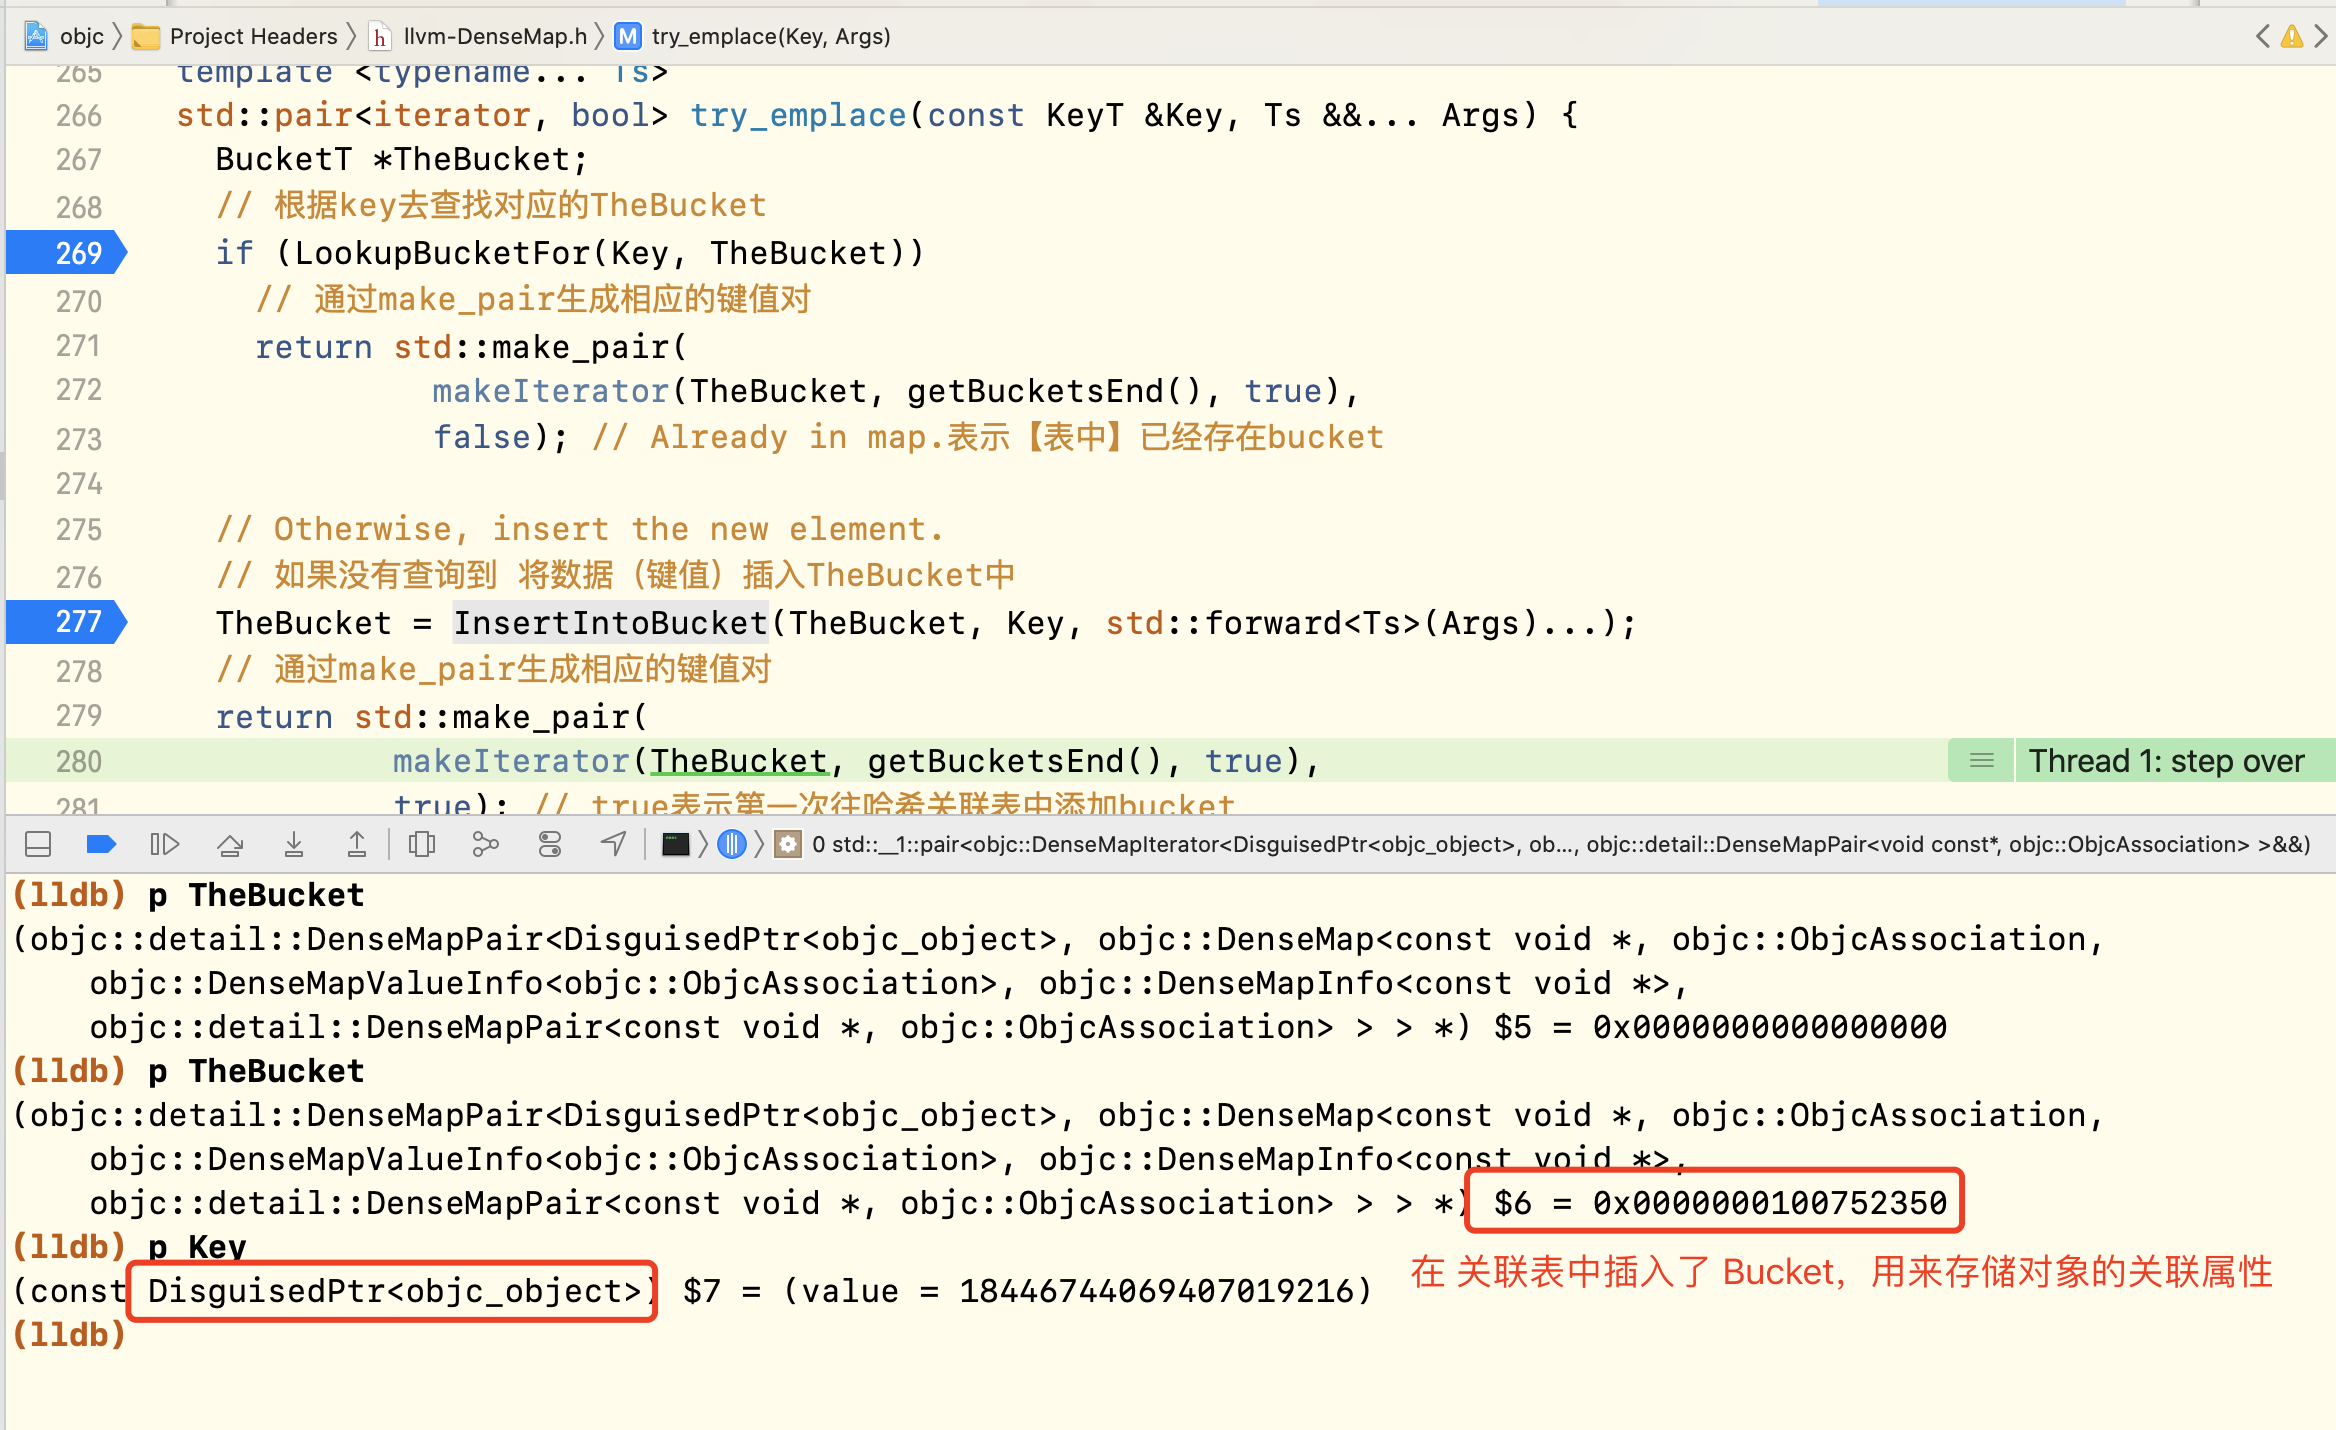 objc 〉 Project Headers 〉 h llvm-DenseMap.h 〉 M try_emplace(Key, Args)
265 template <typename... Ts>
266 std::pair<iterator, bool> try_emplace(const KeyT &Key, Ts &&... Args) {
267 BucketT *TheBucket;
268 // 根据key去查找对应的TheBucket
269 if (LookupBucketFor(Key, TheBucket))
270 // 通过make_pair生成相应的键值对
271 return std::make_pair(
272 makeIterator(TheBucket, getBucketsEnd(), true),
273 false); // Already in map.表示【表中】已经存在bucket
274
275 // Otherwise, insert the new element.
276 // 如果没有查询到 将数据（键值）插入TheBucket中
277 TheBucket = InsertIntoBucket(TheBucket, Key, std::forward<Ts>(Args)...);
278 // 通过make_pair生成相应的键值对
279 return std::make_pair(
280 makeIterator(TheBucket, getBucketsEnd(), true), Thread 1: step over
281 true); // true表示第一次往哈希关联表中添加bucket
0 std::__1::pair<objc::DenseMapIterator<DisguisedPtr<objc_object>, ob..., objc::detail::DenseMapPair<void const*, objc::ObjcAssociation> >&&)
(lldb) p TheBucket
(objc::detail::DenseMapPair<DisguisedPtr<objc_object>, objc::DenseMap<const void *, objc::ObjcAssociation,
objc::DenseMapValueInfo<objc::ObjcAssociation>, objc::DenseMapInfo<const void *>,
objc::detail::DenseMapPair<const void *, objc::ObjcAssociation> > > *) $5 = 0x0000000000000000
(lldb) p TheBucket
(objc::detail::DenseMapPair<DisguisedPtr<objc_object>, objc::DenseMap<const void *, objc::ObjcAssociation,
objc::DenseMapValueInfo<objc::ObjcAssociation>, objc::DenseMapInfo<const void *>,
objc::detail::DenseMapPair<const void *, objc::ObjcAssociation> > > *) $6 = 0x0000000100752350
(lldb) p Key
(const DisguisedPtr<objc_object>) $7 = (value = 18446744069407019216)
在 关联表中插入了 Bucket，用来存储对象的关联属性
(lldb)